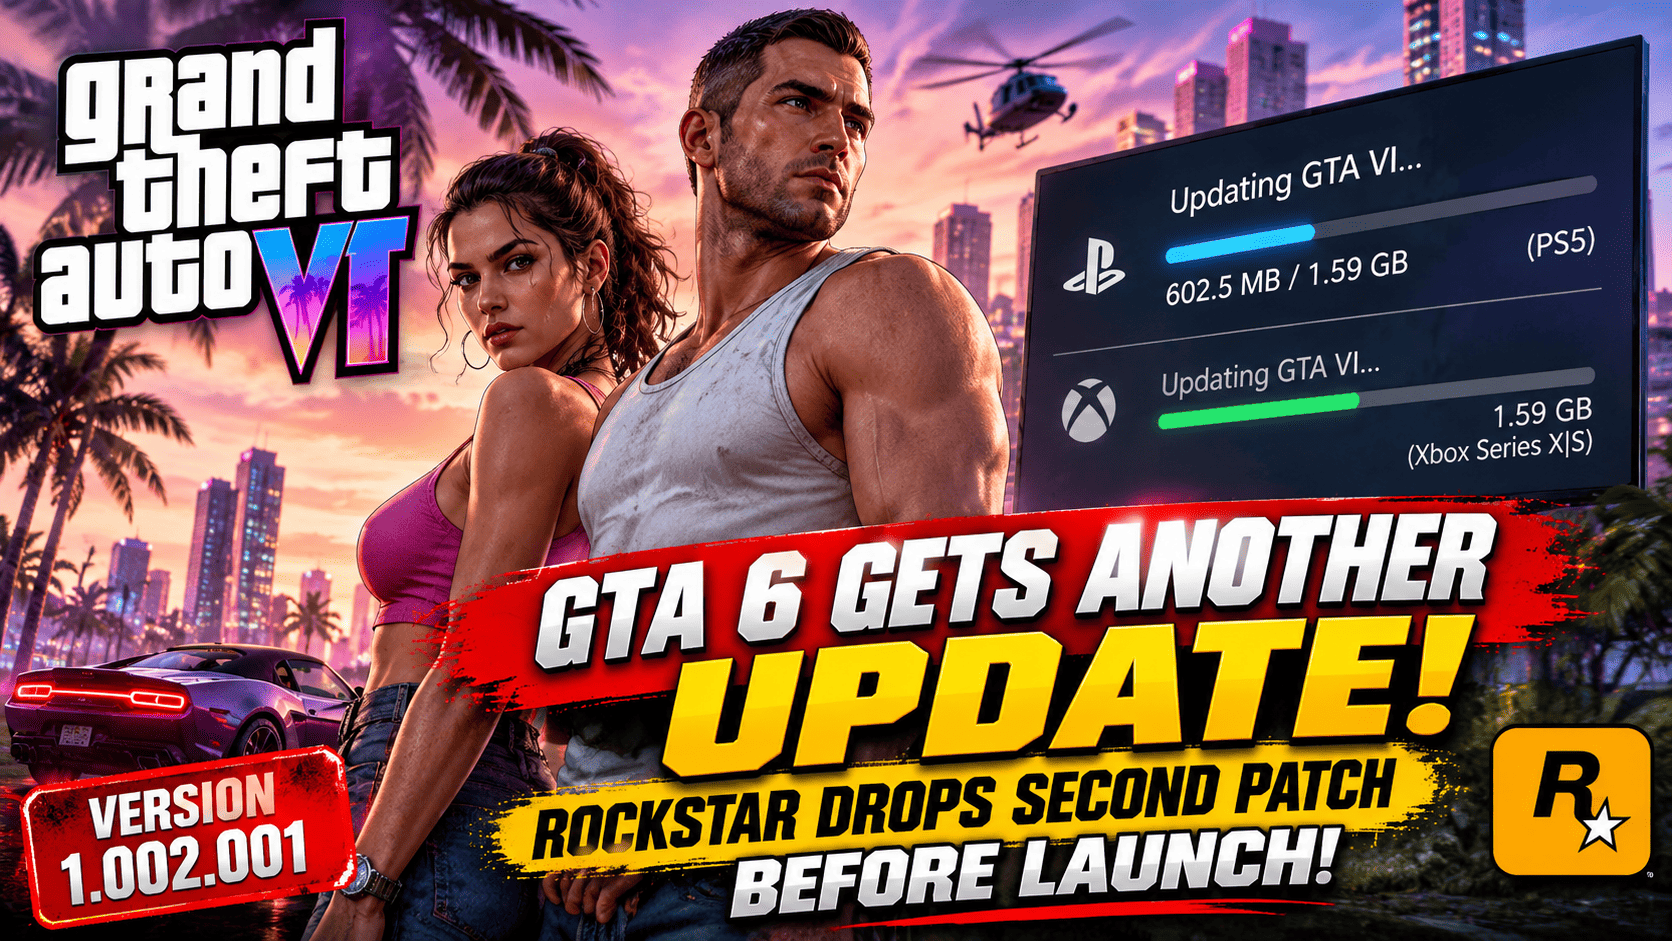 grand
theft
auto VI
Updating GTA VI...
602.5 MB / 1.59 GB
(PS5)
Updating GTA VI...
1.59 GB
(Xbox Series X|S)
GTA 6 GETS ANOTHER
UPDATE!
ROCKSTAR DROPS SECOND PATCH
BEFORE LAUNCH!
VERSION
1.002.001
R